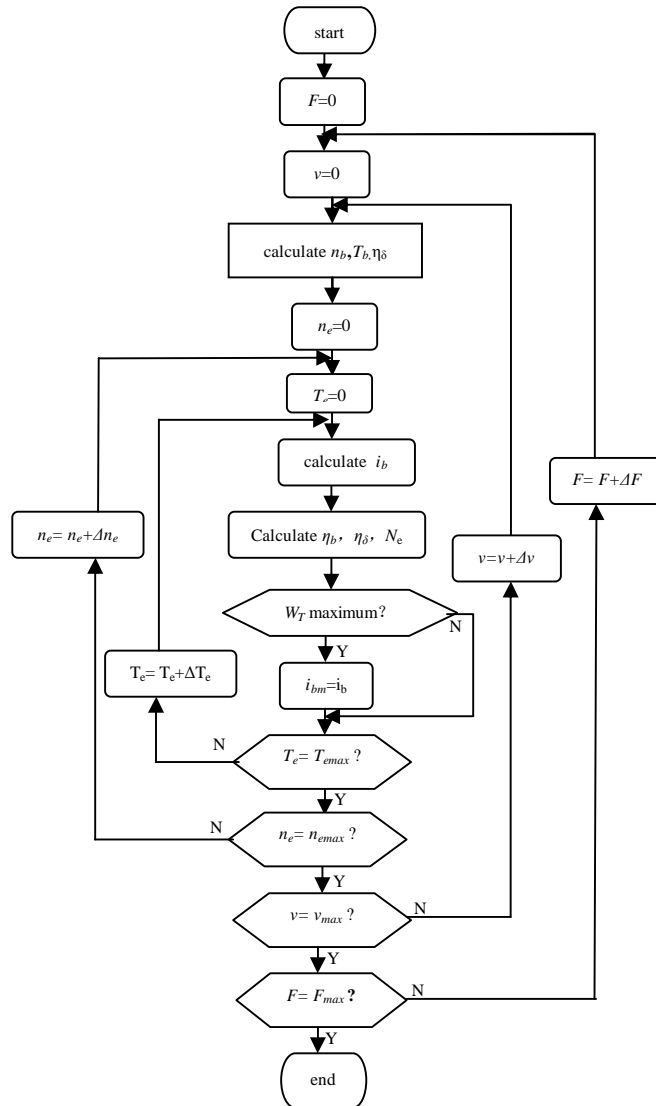 start
F=0
v=0
calculate n_b,T_b,η_δ
n_e=0
T_e=0
calculate i_b
F= F+ΔF
n_e= n_e+Δn_e
Calculate η_b， η_δ， N_e
v=v+Δv
W_T maximum?
N
Y
T_e= T_e+ΔT_e
i_bm=i_b
N
T_e= T_emax ?
Y
N
n_e= n_emax ?
Y
v= v_max ?
N
Y
F= F_max ?
N
Y
end